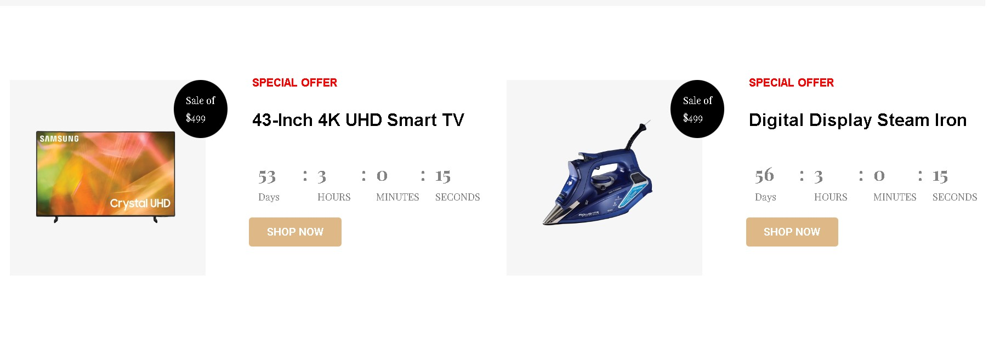 SPECIAL OFFER
Sale of
$499
43-Inch 4K UHD Smart TV
SAMSUNG
Crystal UHD
53 : 3 : 0 : 15
Days HOURS MINUTES SECONDS
SHOP NOW
SPECIAL OFFER
Sale of
$499
Digital Display Steam Iron
ROWENTA
56 : 3 : 0 : 15
Days HOURS MINUTES SECONDS
SHOP NOW